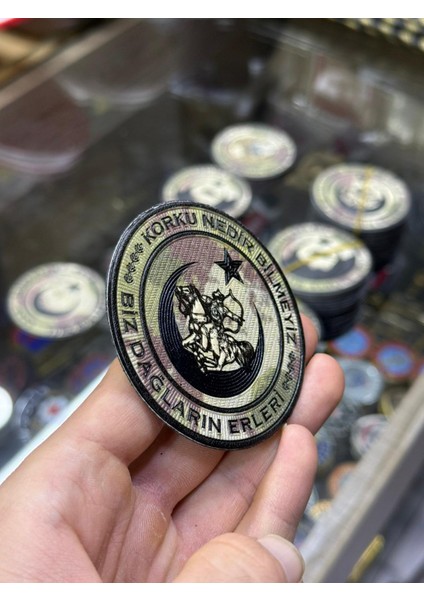 KORKU NEDİR BİLMEYİZ
BİZ DAĞLARIN ERLERİ